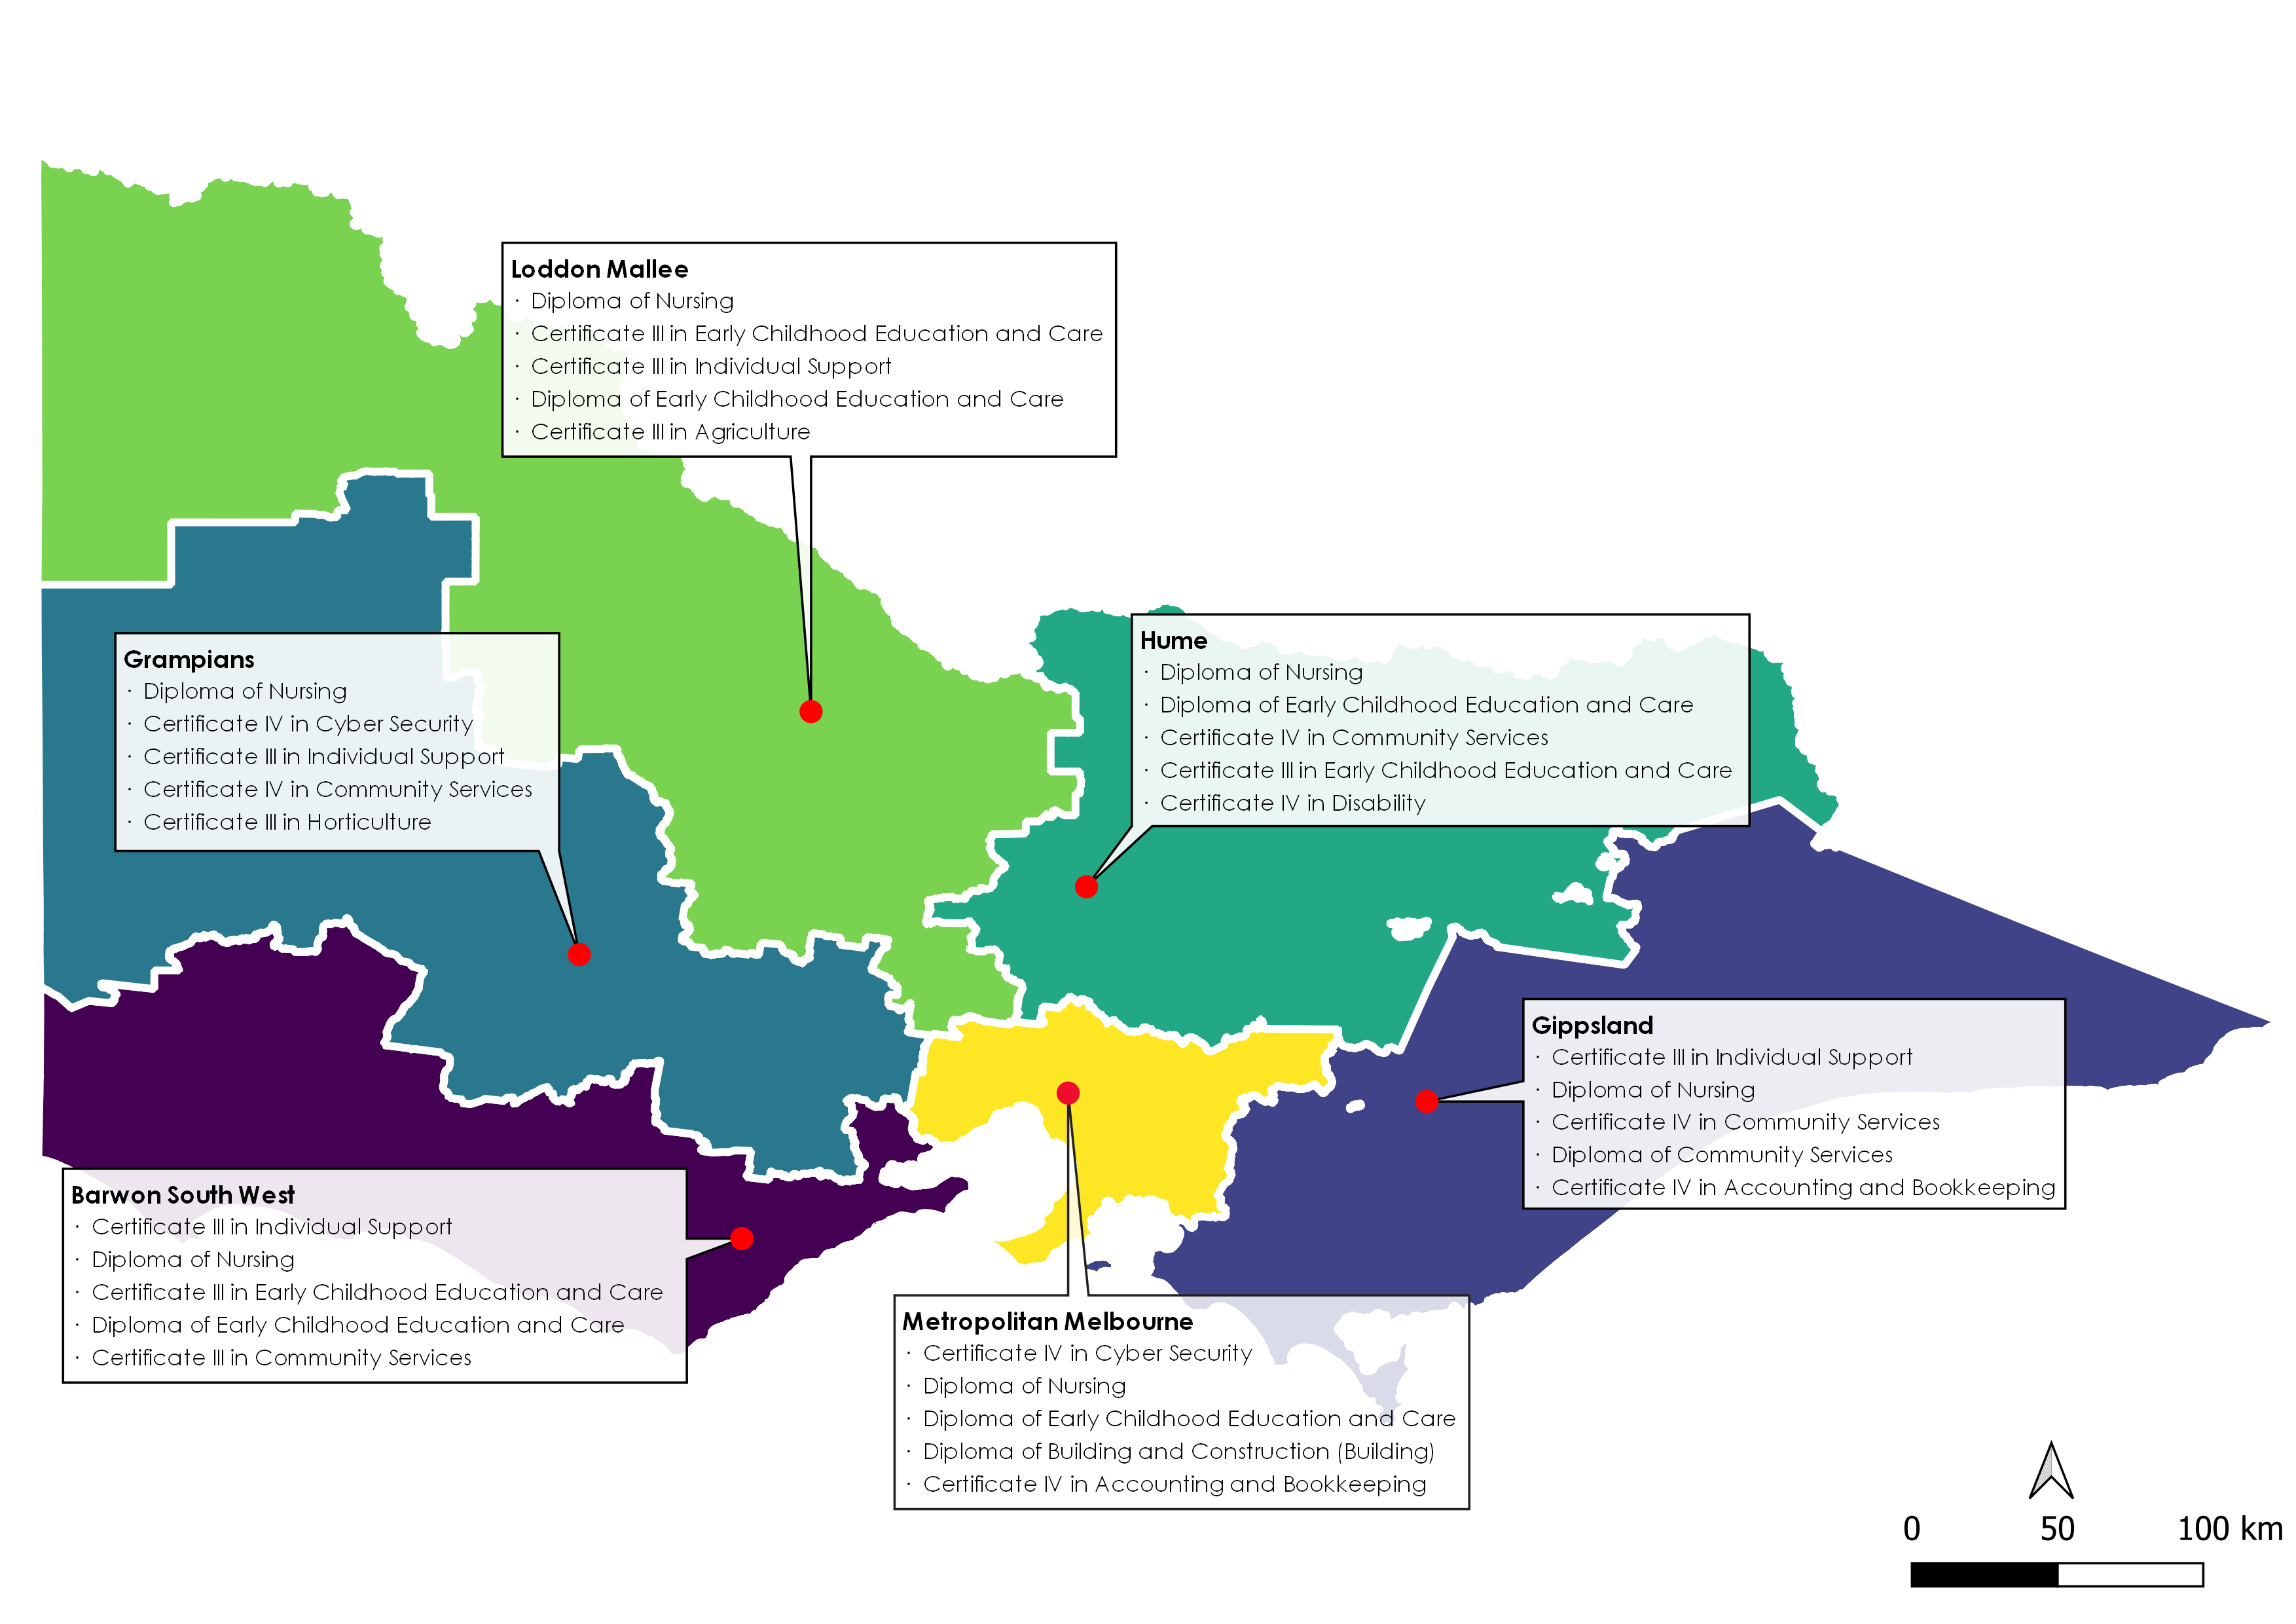 Loddon Mallee
· Diploma of Nursing
· Certificate III in Early Childhood Education and Care
· Certificate III in Individual Support
· Diploma of Early Childhood Education and Care
· Certificate III in Agriculture
Hume
· Diploma of Nursing
· Diploma of Early Childhood Education and Care
· Certificate IV in Community Services
· Certificate III in Early Childhood Education and Care
· Certificate IV in Disability
Grampians
· Diploma of Nursing
· Certificate IV in Cyber Security
· Certificate III in Individual Support
· Certificate IV in Community Services
· Certificate III in Horticulture
Gippsland
· Certificate III in Individual Support
· Diploma of Nursing
· Certificate IV in Community Services
· Diploma of Community Services
· Certificate IV in Accounting and Bookkeeping
Barwon South West
· Certificate III in Individual Support
· Diploma of Nursing
· Certificate III in Early Childhood Education and Care
· Diploma of Early Childhood Education and Care
· Certificate III in Community Services
Metropolitan Melbourne
· Certificate IV in Cyber Security
· Diploma of Nursing
· Diploma of Early Childhood Education and Care
· Diploma of Building and Construction (Building)
· Certificate IV in Accounting and Bookkeeping
0 50 100 km